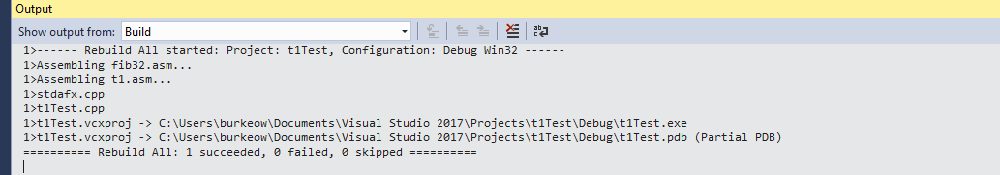 Output
Show output from: Build
1>------ Rebuild All started: Project: t1Test, Configuration: Debug Win32 ------
1>Assembling fib32.asm...
1>Assembling t1.asm...
1>stdafx.cpp
1>t1Test.cpp
1>t1Test.vcxproj -> C:\Users\burkeow\Documents\Visual Studio 2017\Projects\t1Test\Debug\t1Test.exe
1>t1Test.vcxproj -> C:\Users\burkeow\Documents\Visual Studio 2017\Projects\t1Test\Debug\t1Test.pdb (Partial PDB)
========== Rebuild All: 1 succeeded, 0 failed, 0 skipped ==========